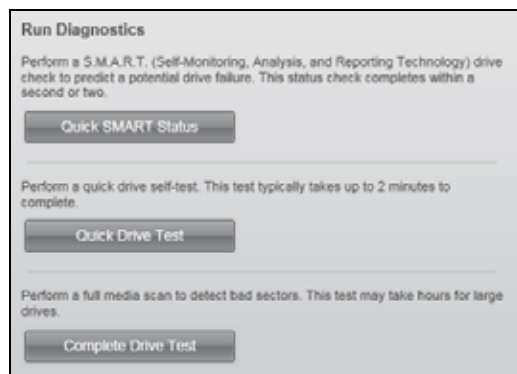 Run Diagnostics
Perform a S.M.A.R.T. (Self-Monitoring, Analysis, and Reporting Technology) drive
check to predict a potential drive failure. This status check completes within a
second or two.
Quick SMART Status
Perform a quick drive self-test. This test typically takes up to 2 minutes to
complete.
Quick Drive Test
Perform a full media scan to detect bad sectors. This test may take hours for large
drives.
Complete Drive Test